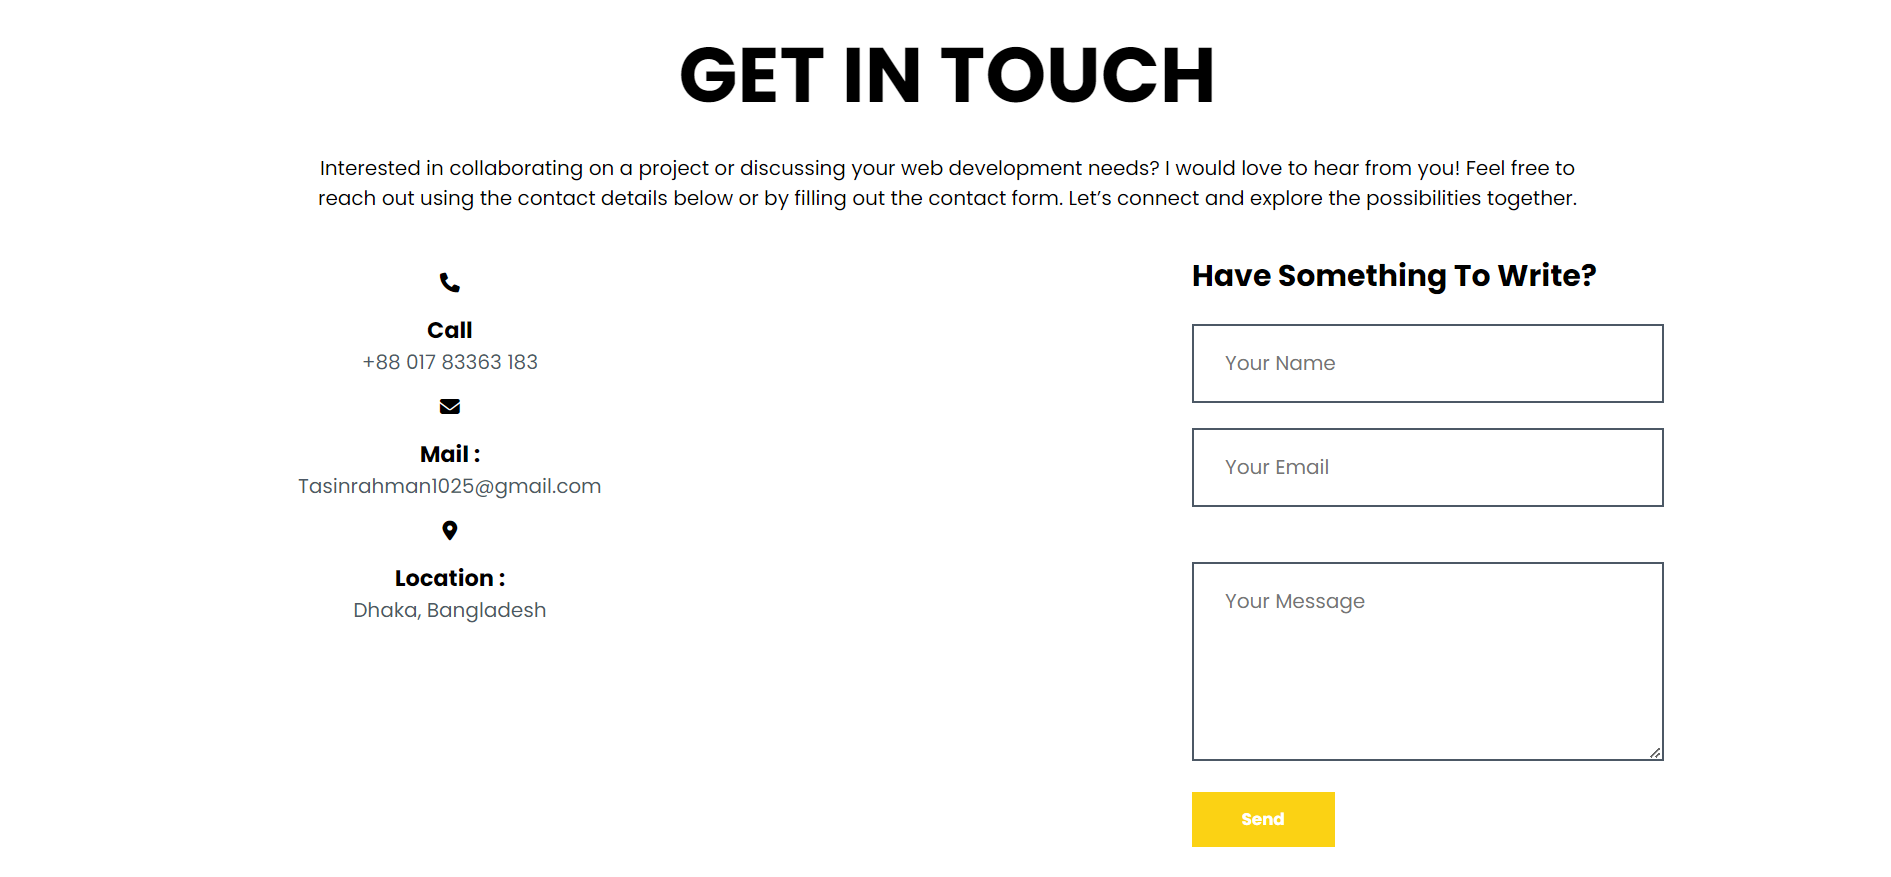 GET IN TOUCH
Interested in collaborating on a project or discussing your web development needs? I would love to hear from you! Feel free to
reach out using the contact details below or by filling out the contact form. Let’s connect and explore the possibilities together.
Call
+88 017 83363 183
Mail :
Tasinrahman1025@gmail.com
Location :
Dhaka, Bangladesh
Have Something To Write?
Your Name
Your Email
Your Message
Send